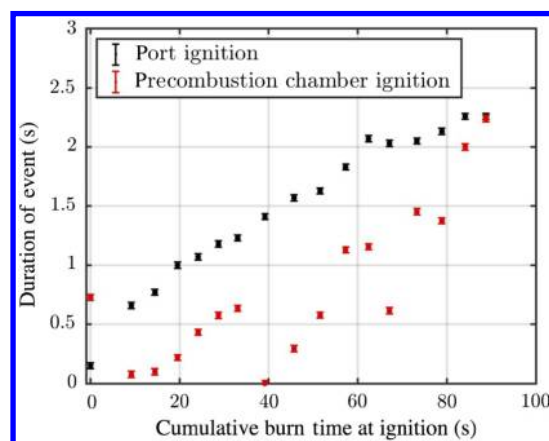 3
Port ignition
Precombustion chamber ignition
2.5
2
1.5
1
0.5
0
Duration of event (s)
0 20 40 60 80 100
Cumulative burn time at ignition (s)